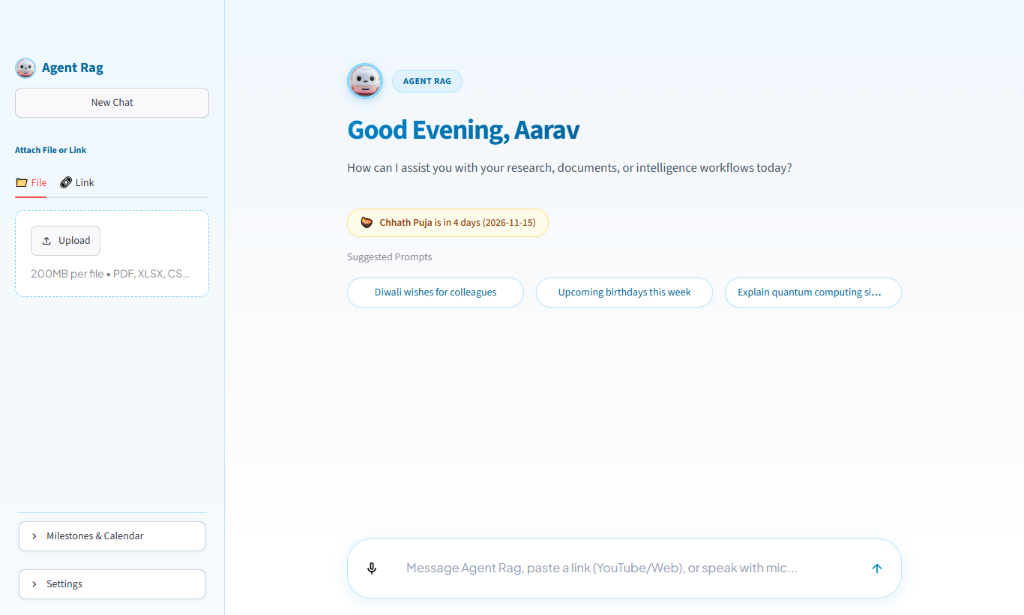 Agent Rag
New Chat
Attach File or Link
File
Link
Upload
200MB per file • PDF, XLSX, CS...
Milestones & Calendar
Settings
AGENT RAG
Good Evening, Aarav
How can I assist you with your research, documents, or intelligence workflows today?
Chhath Puja is in 4 days (2026-11-15)
Suggested Prompts
Diwali wishes for colleagues
Upcoming birthdays this week
Explain quantum computing si...
Message Agent Rag, paste a link (YouTube/Web), or speak with mic...